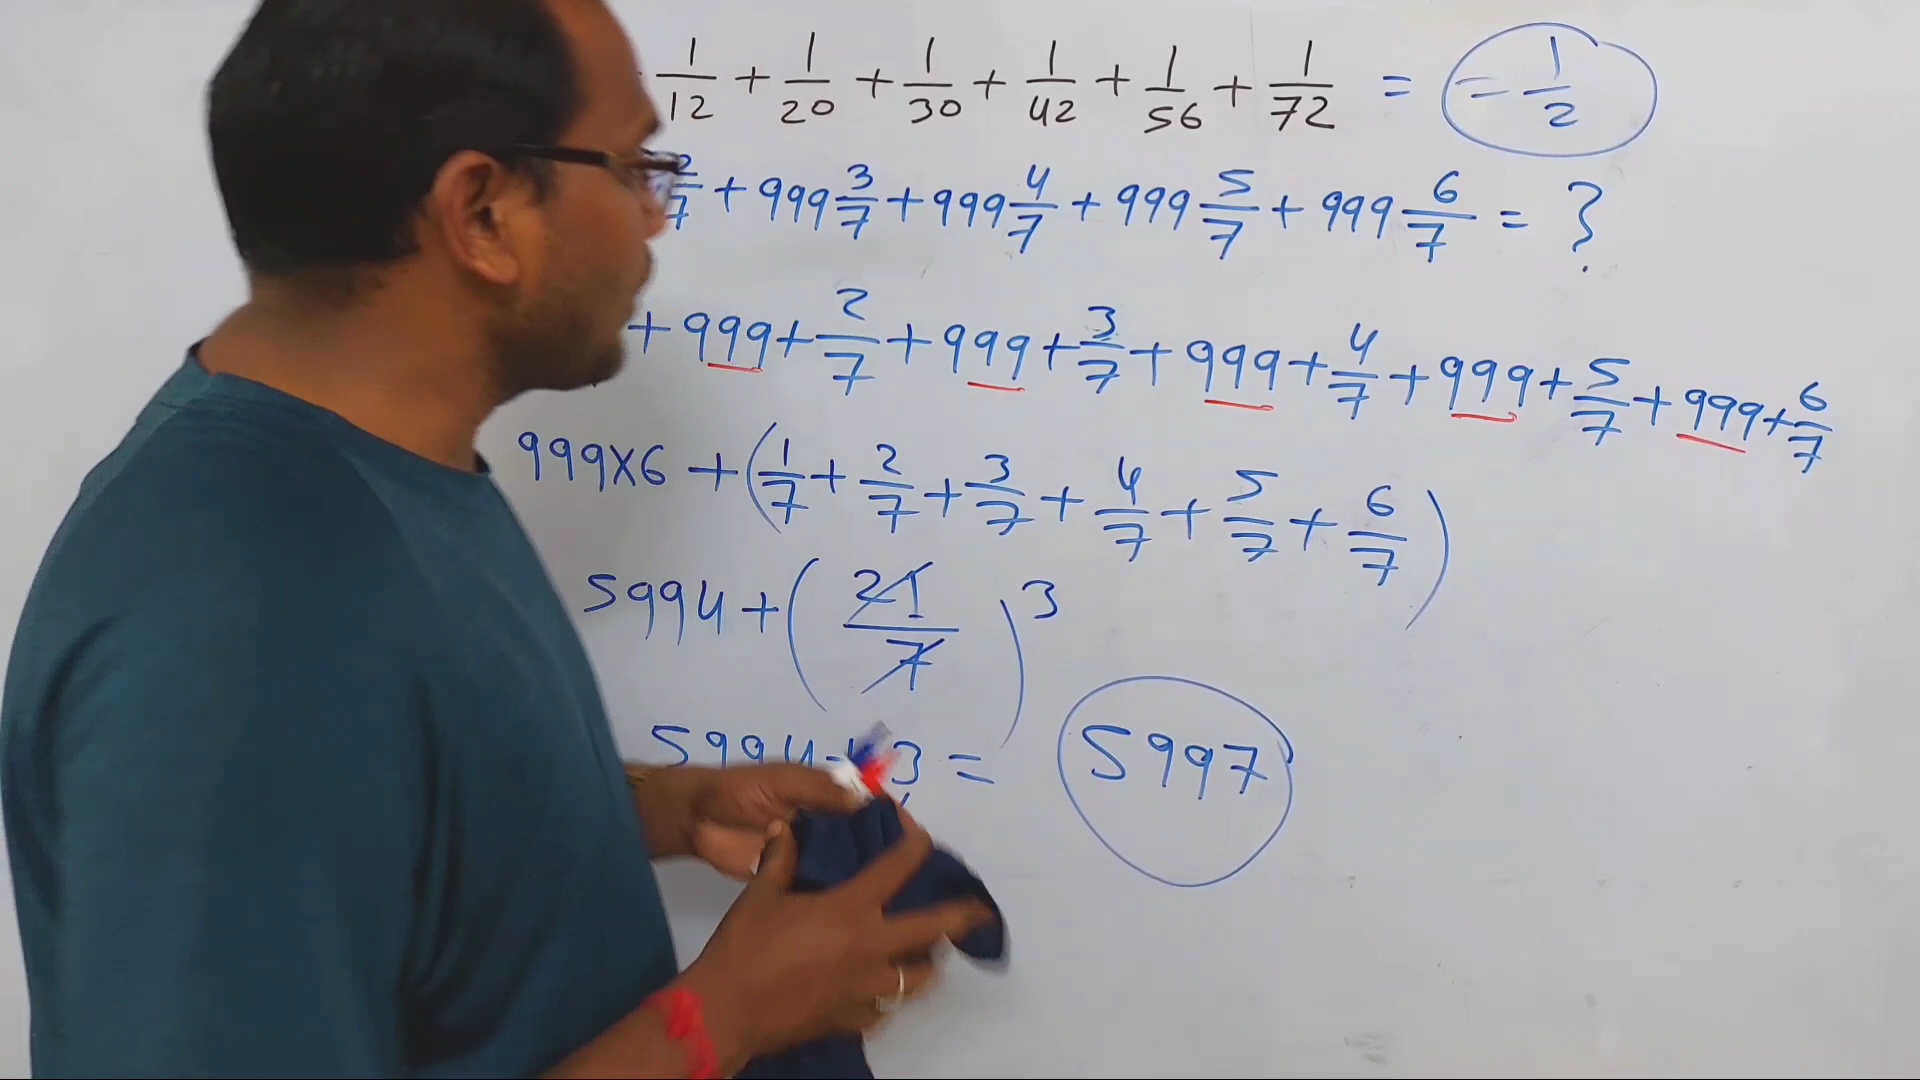 1/12 + 1/20 + 1/30 + 1/42 + 1/56 + 1/72 = = 1/2
2/7 + 999 3/7 + 999 4/7 + 999 5/7 + 999 6/7 = ?
+ 999 + 2/7 + 999 + 3/7 + 999 + 4/7 + 999 + 5/7 + 999 + 6/7
999×6 + (1/7 + 2/7 + 3/7 + 4/7 + 5/7 + 6/7)
5994 + (21/7) 3
5994 + 3 = 5997